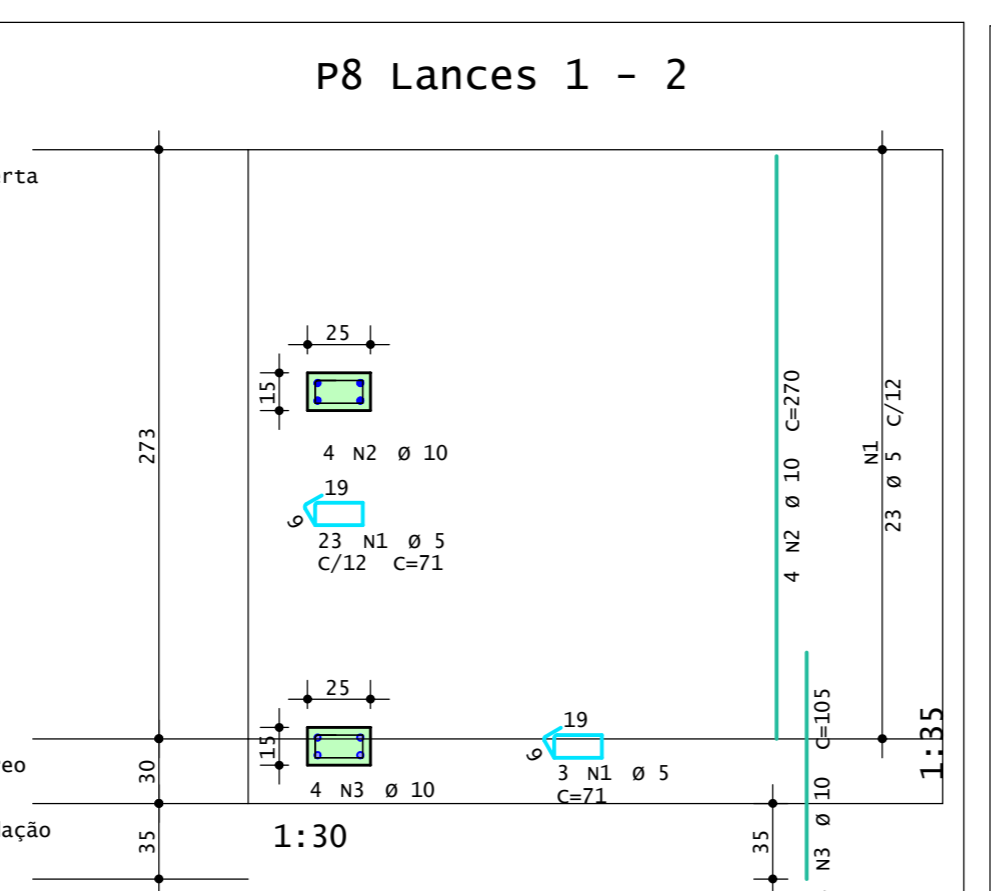 P8 Lances 1 - 2
rta
25
15
4 N2 Ø 10
19
9
23 N1 Ø 5
C/12 C=71
273
4 N2 Ø 10 C=270
N1
23 Ø 5 C/12
25
15
4 N3 Ø 10
19
9
3 N1 Ø 5
C=71
N3 Ø 10 C=105
1:35
eo
30
ação
35
1:30
35